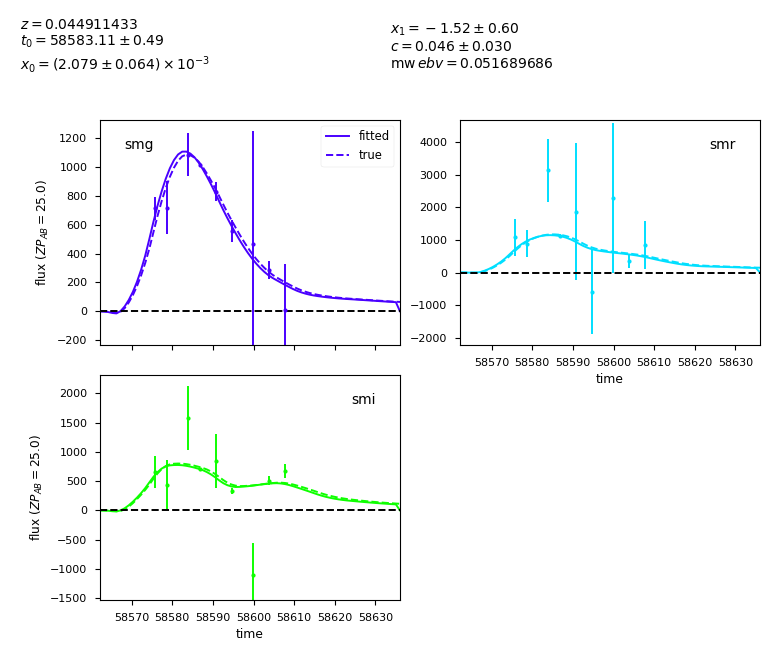 z = 0.044911433
t₀ = 58583.11 ± 0.49
x₀ = (2.079 ± 0.064) × 10⁻³
x₁ = −1.52 ± 0.60
c = 0.046 ± 0.030
mw ebv = 0.051689686
smg
fitted
true
1200
1000
800
600
400
200
0
−200
flux (ZP_AB = 25.0)
smr
4000
3000
2000
1000
0
−1000
−2000
58570 58580 58590 58600 58610 58620 58630
time
smi
2000
1500
1000
500
0
−500
−1000
−1500
flux (ZP_AB = 25.0)
58570 58580 58590 58600 58610 58620 58630
time